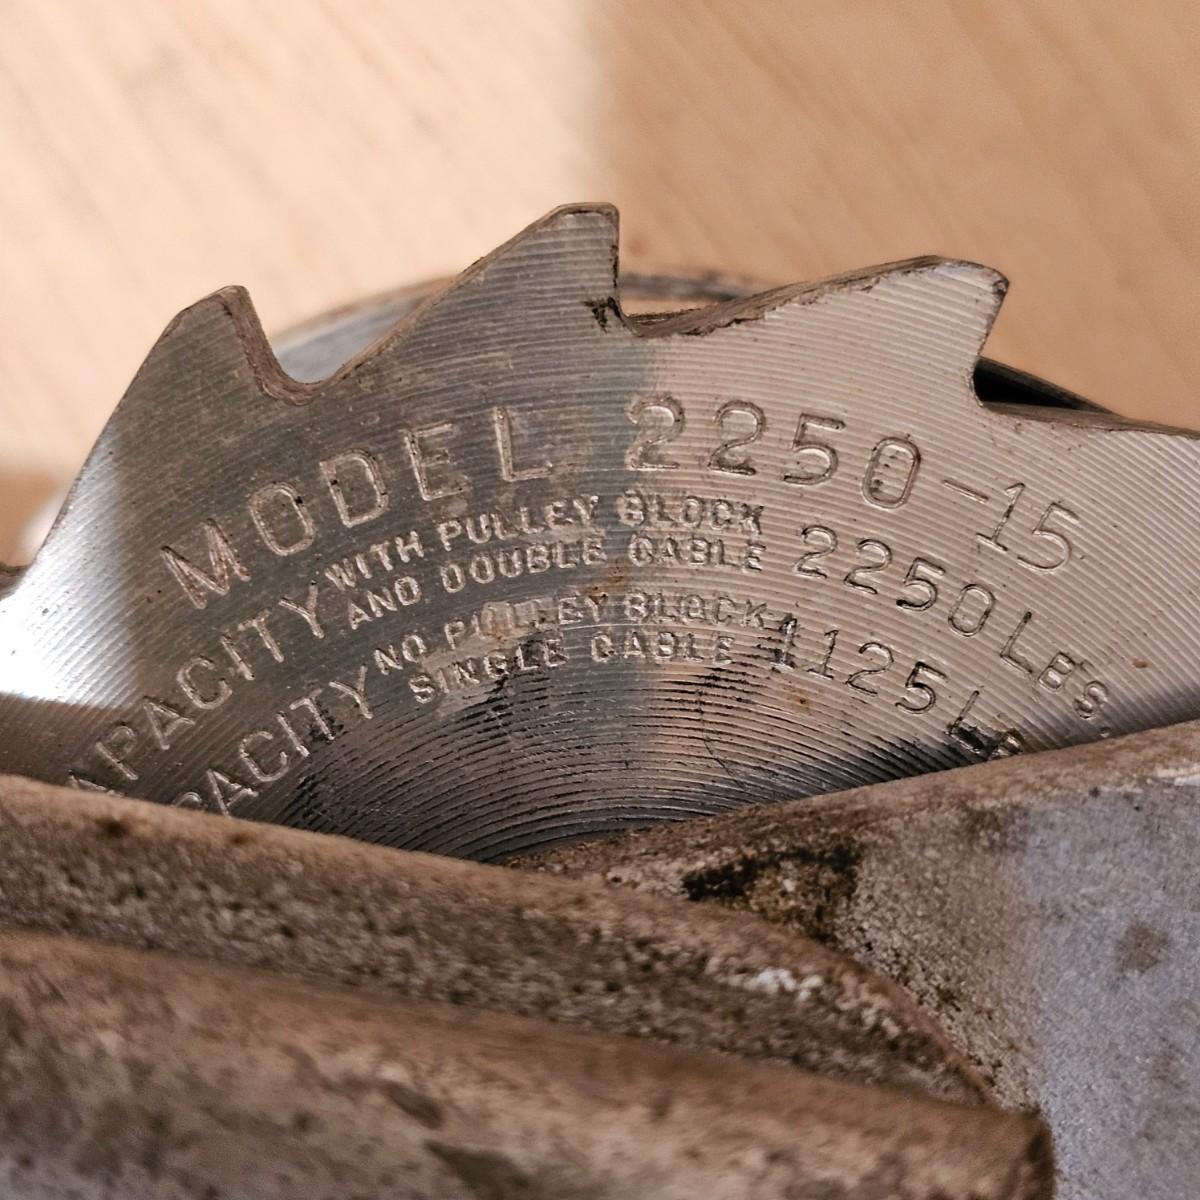 MODEL 2250-15
APACITY WITH PULLEY BLOCK AND DOUBLE CABLE 2250 LBS.
PACITY NO PULLEY BLOCK SINGLE CABLE 1125 LB